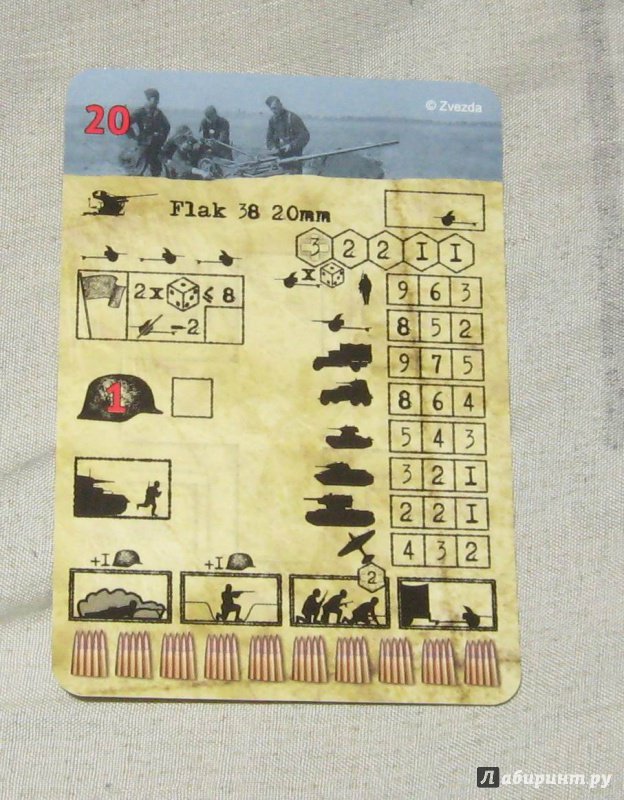 20
© Zvezda
Flak 38 20mm
3 2 2 I I
x
2x ≤ 8
-2
9 6 3
8 5 2
9 7 5
8 6 4
1
5 4 3
3 2 I
2 2 I
4 3 2
+I +I 2
Л абиринт.ру